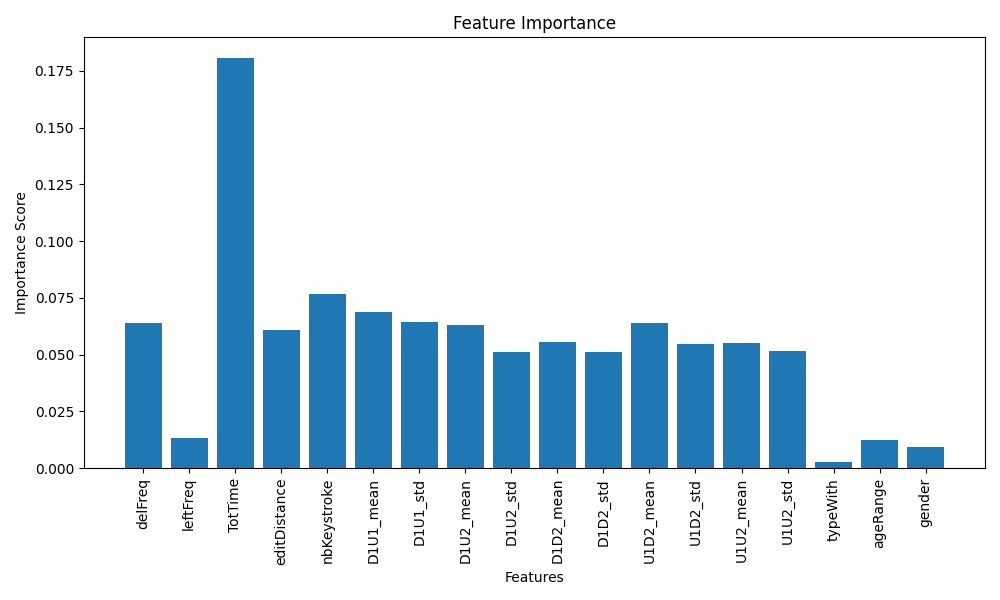 Feature Importance
Importance Score
0.175
0.150
0.125
0.100
0.075
0.050
0.025
0.000
delFreq
leftFreq
TotTime
editDistance
nbKeystroke
D1U1_mean
D1U1_std
D1U2_mean
D1U2_std
D1D2_mean
D1D2_std
U1D2_mean
U1D2_std
U1U2_mean
U1U2_std
typeWith
ageRange
gender
Features